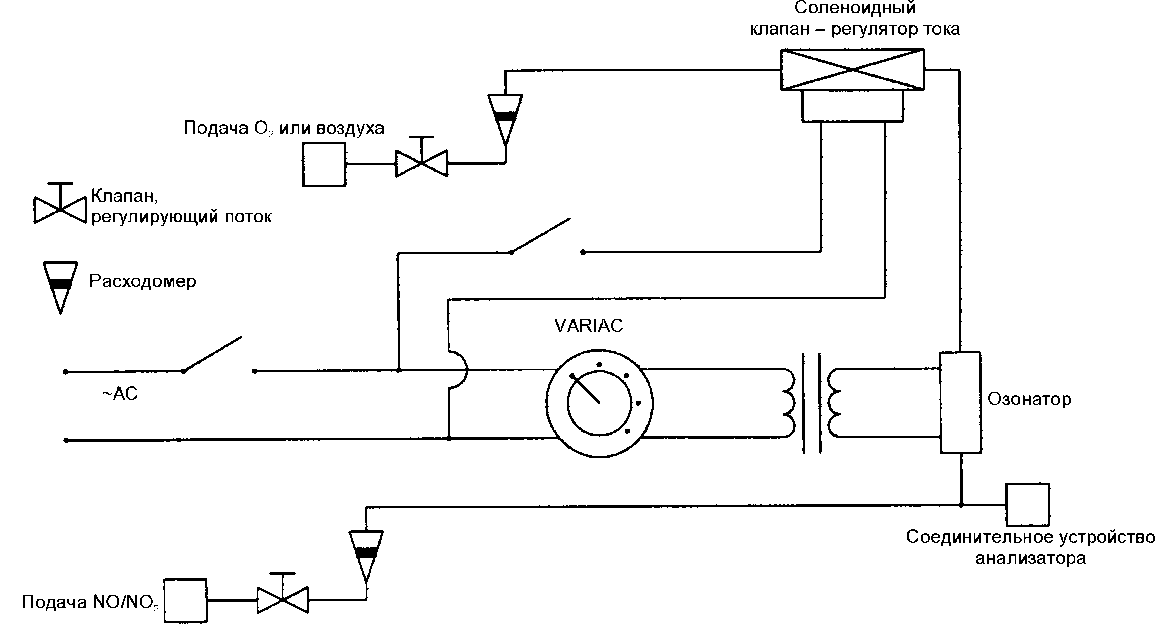 Соленоидный
клапан – регулятор тока
Подача O₂ или воздуха
Клапан,
регулирующий поток
Расходомер
VARIAC
~AC
Озонатор
Соединительное устройство
анализатора
Подача NO/NO₂